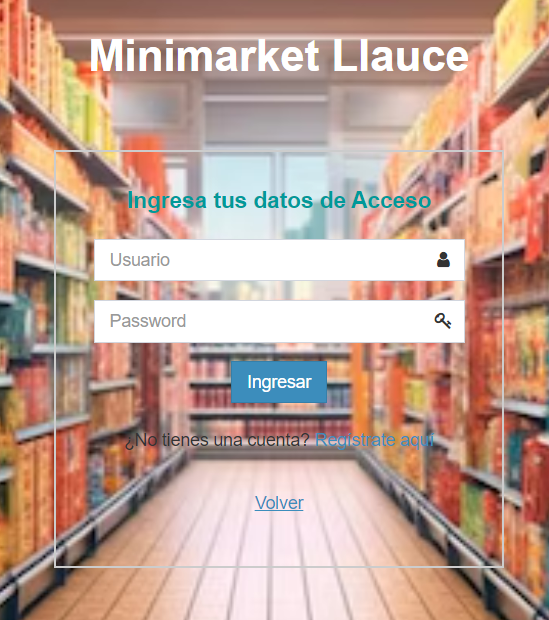 Minimarket Llauce
Ingresa tus datos de Acceso
Usuario
Password
Ingresar
¿No tienes una cuenta? Regístrate aquí
Volver